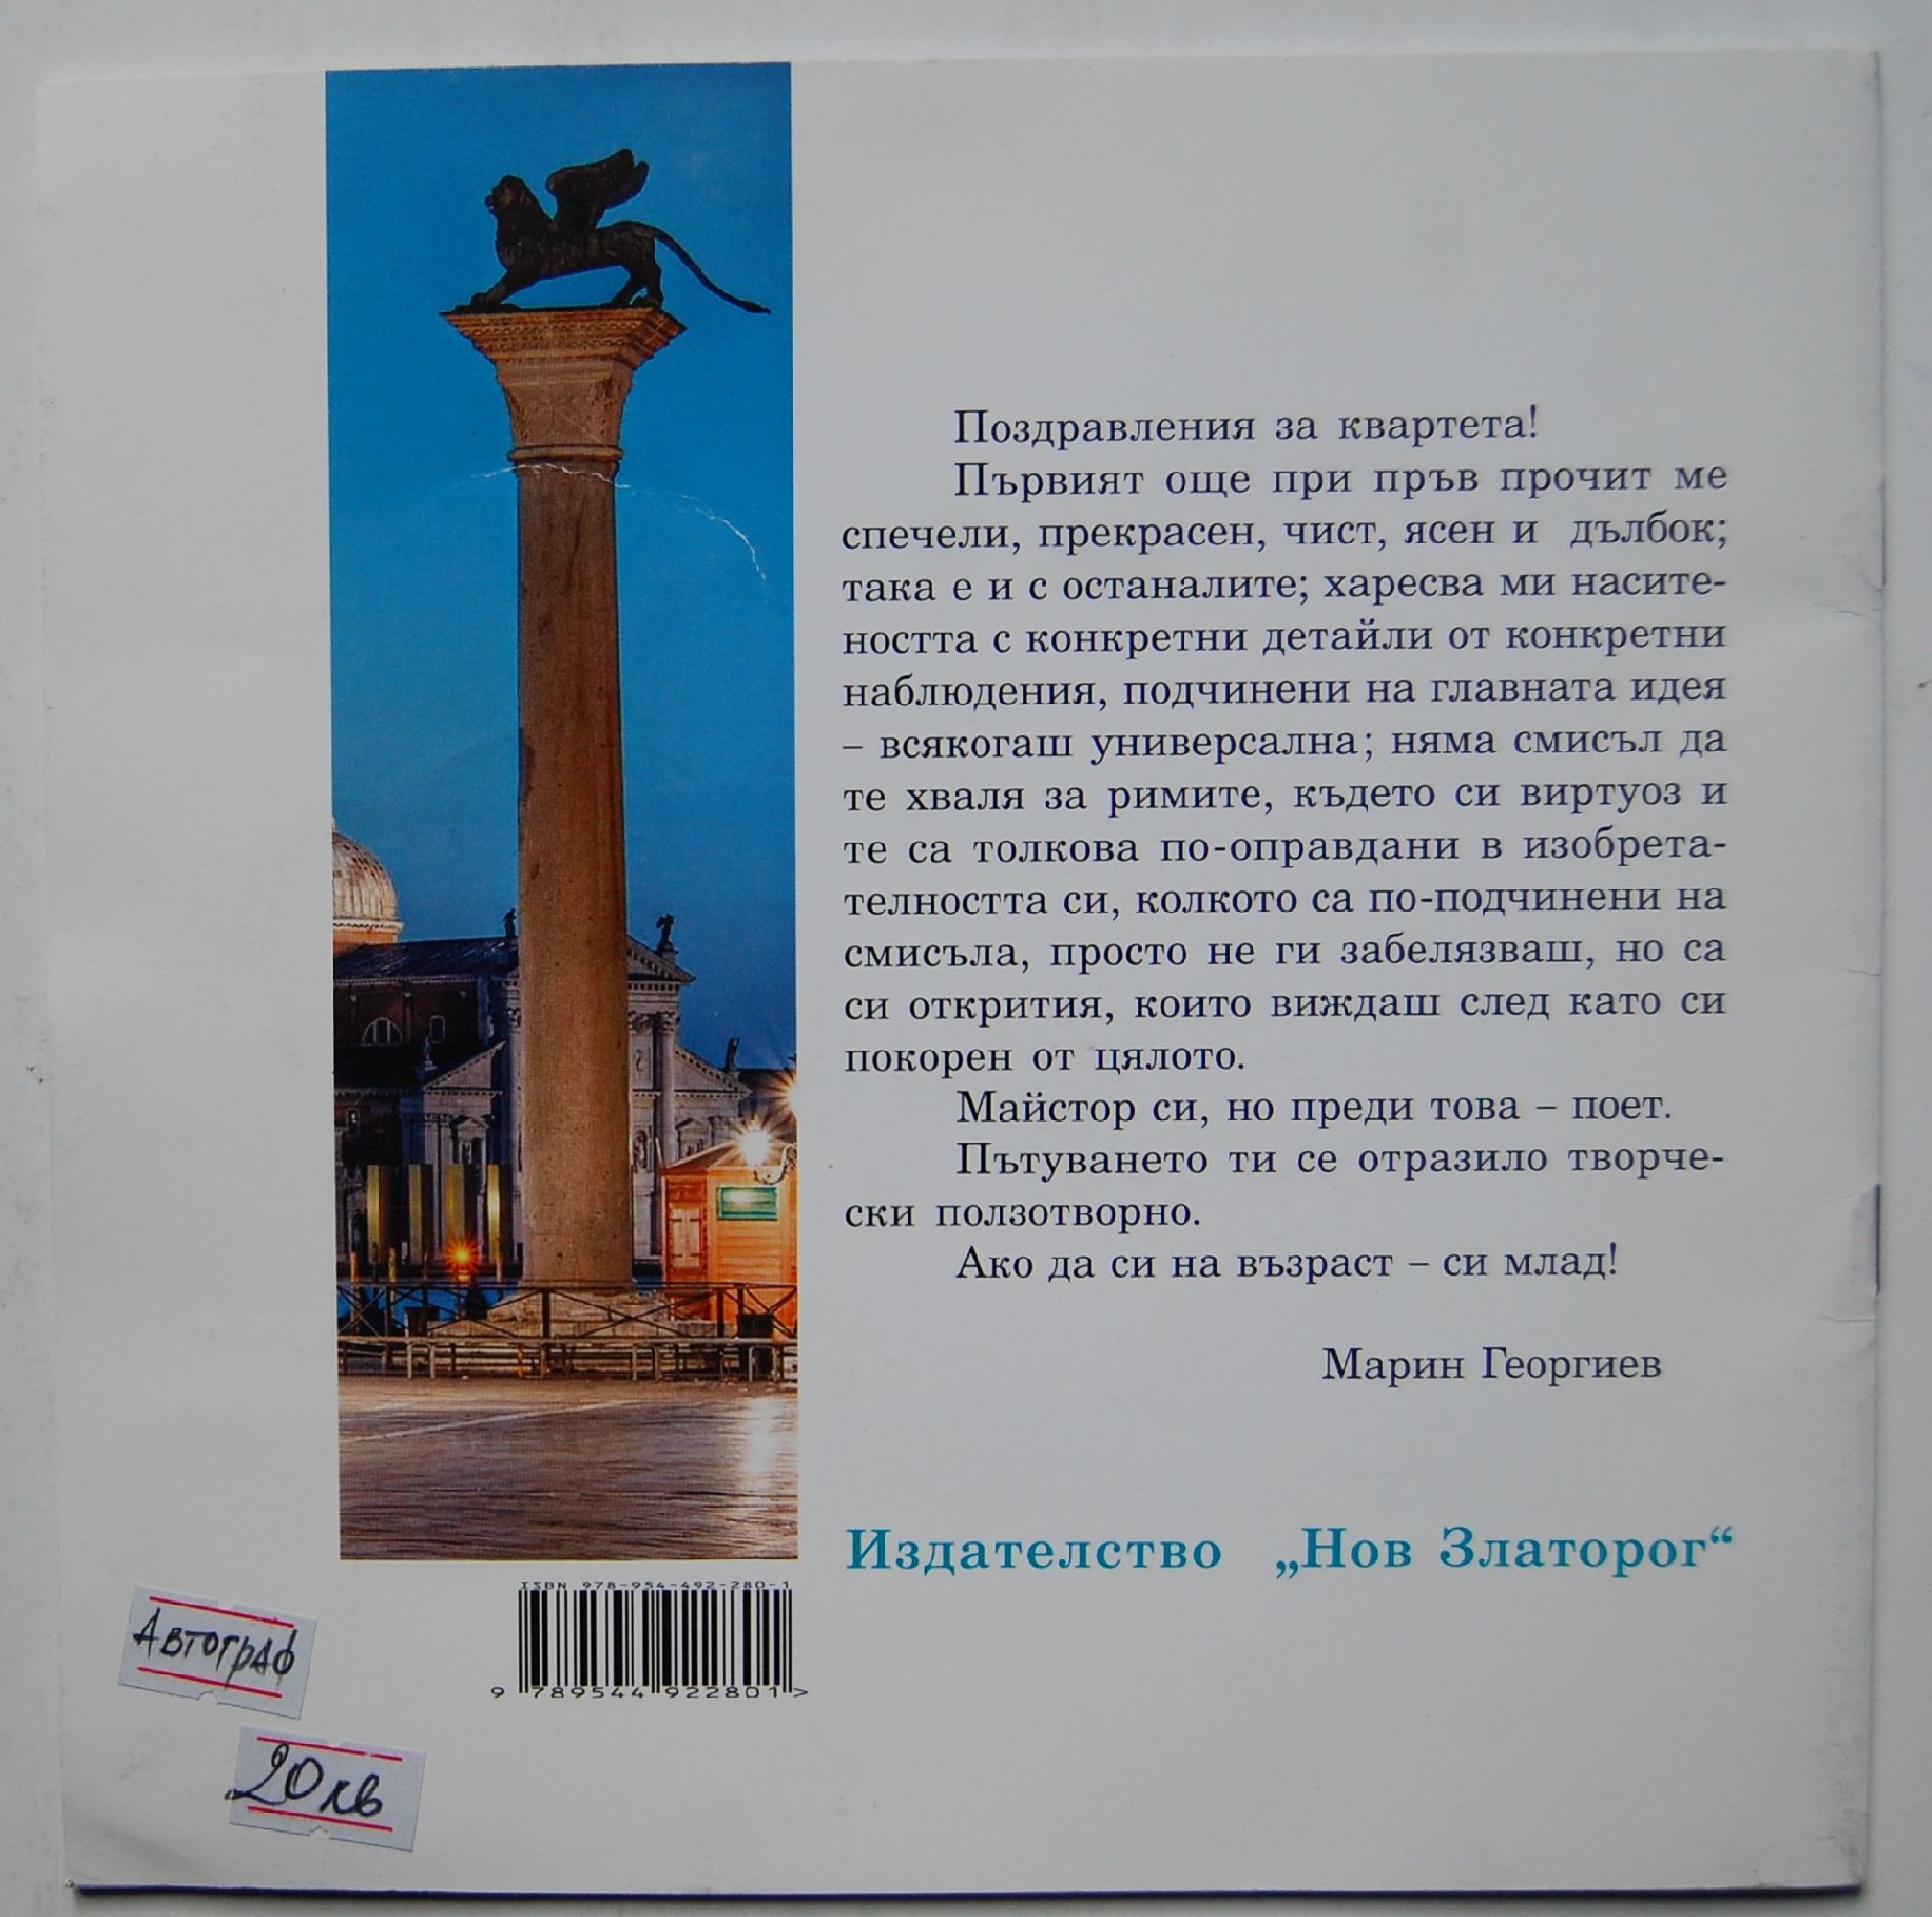 Поздравления за квартета!
Първият още при пръв прочит ме
спечели, прекрасен, чист, ясен и дълбок;
така е и с останалите; харесва ми насите-
ността с конкретни детайли от конкретни
наблюдения, подчинени на главната идея
– всякогаш универсална; няма смисъл да
те хваля за римите, където си виртуоз и
те са толкова по-оправдани в изобрета-
телността си, колкото са по-подчинени на
смисъла, просто не ги забелязваш, но са
си открития, които виждаш след като си
покорен от цялото.
Майстор си, но преди това – поет.
Пътуването ти се отразило творче-
ски ползотворно.
Ако да си на възраст – си млад!
Марин Георгиев
Издателство „Нов Златорог“
ISBN 978-954-492-280-1
9 789544 922801 >
Автограф
20 лв